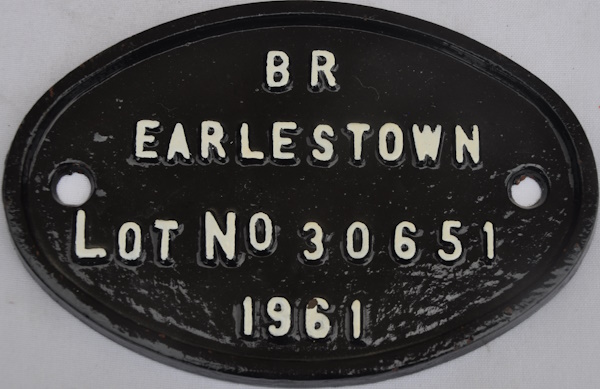 BR
EARLESTOWN
LOT NO 30651
1961